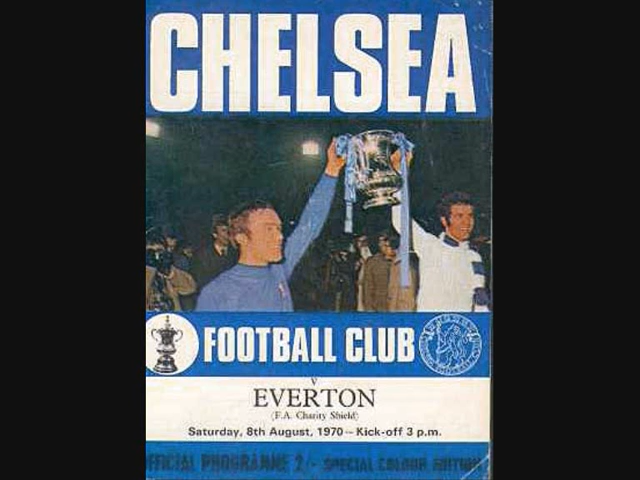 CHELSEA
FOOTBALL CLUB
v
EVERTON
(F.A. Charity Shield)
Saturday, 8th August, 1970 — Kick-off 3 p.m.
OFFICIAL PROGRAMME 2/- SPECIAL COLOUR EDITION